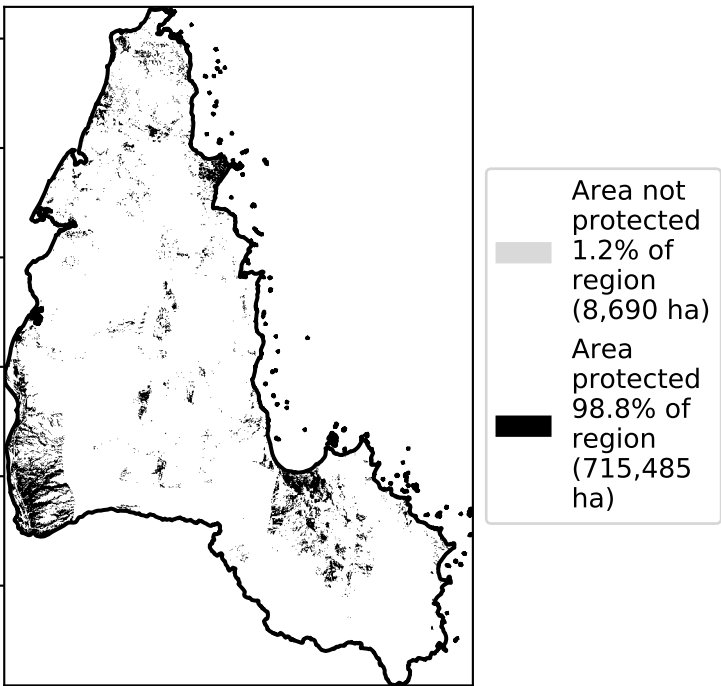 Area not
protected
1.2% of
region
(8,690 ha)
Area
protected
98.8% of
region
(715,485
ha)